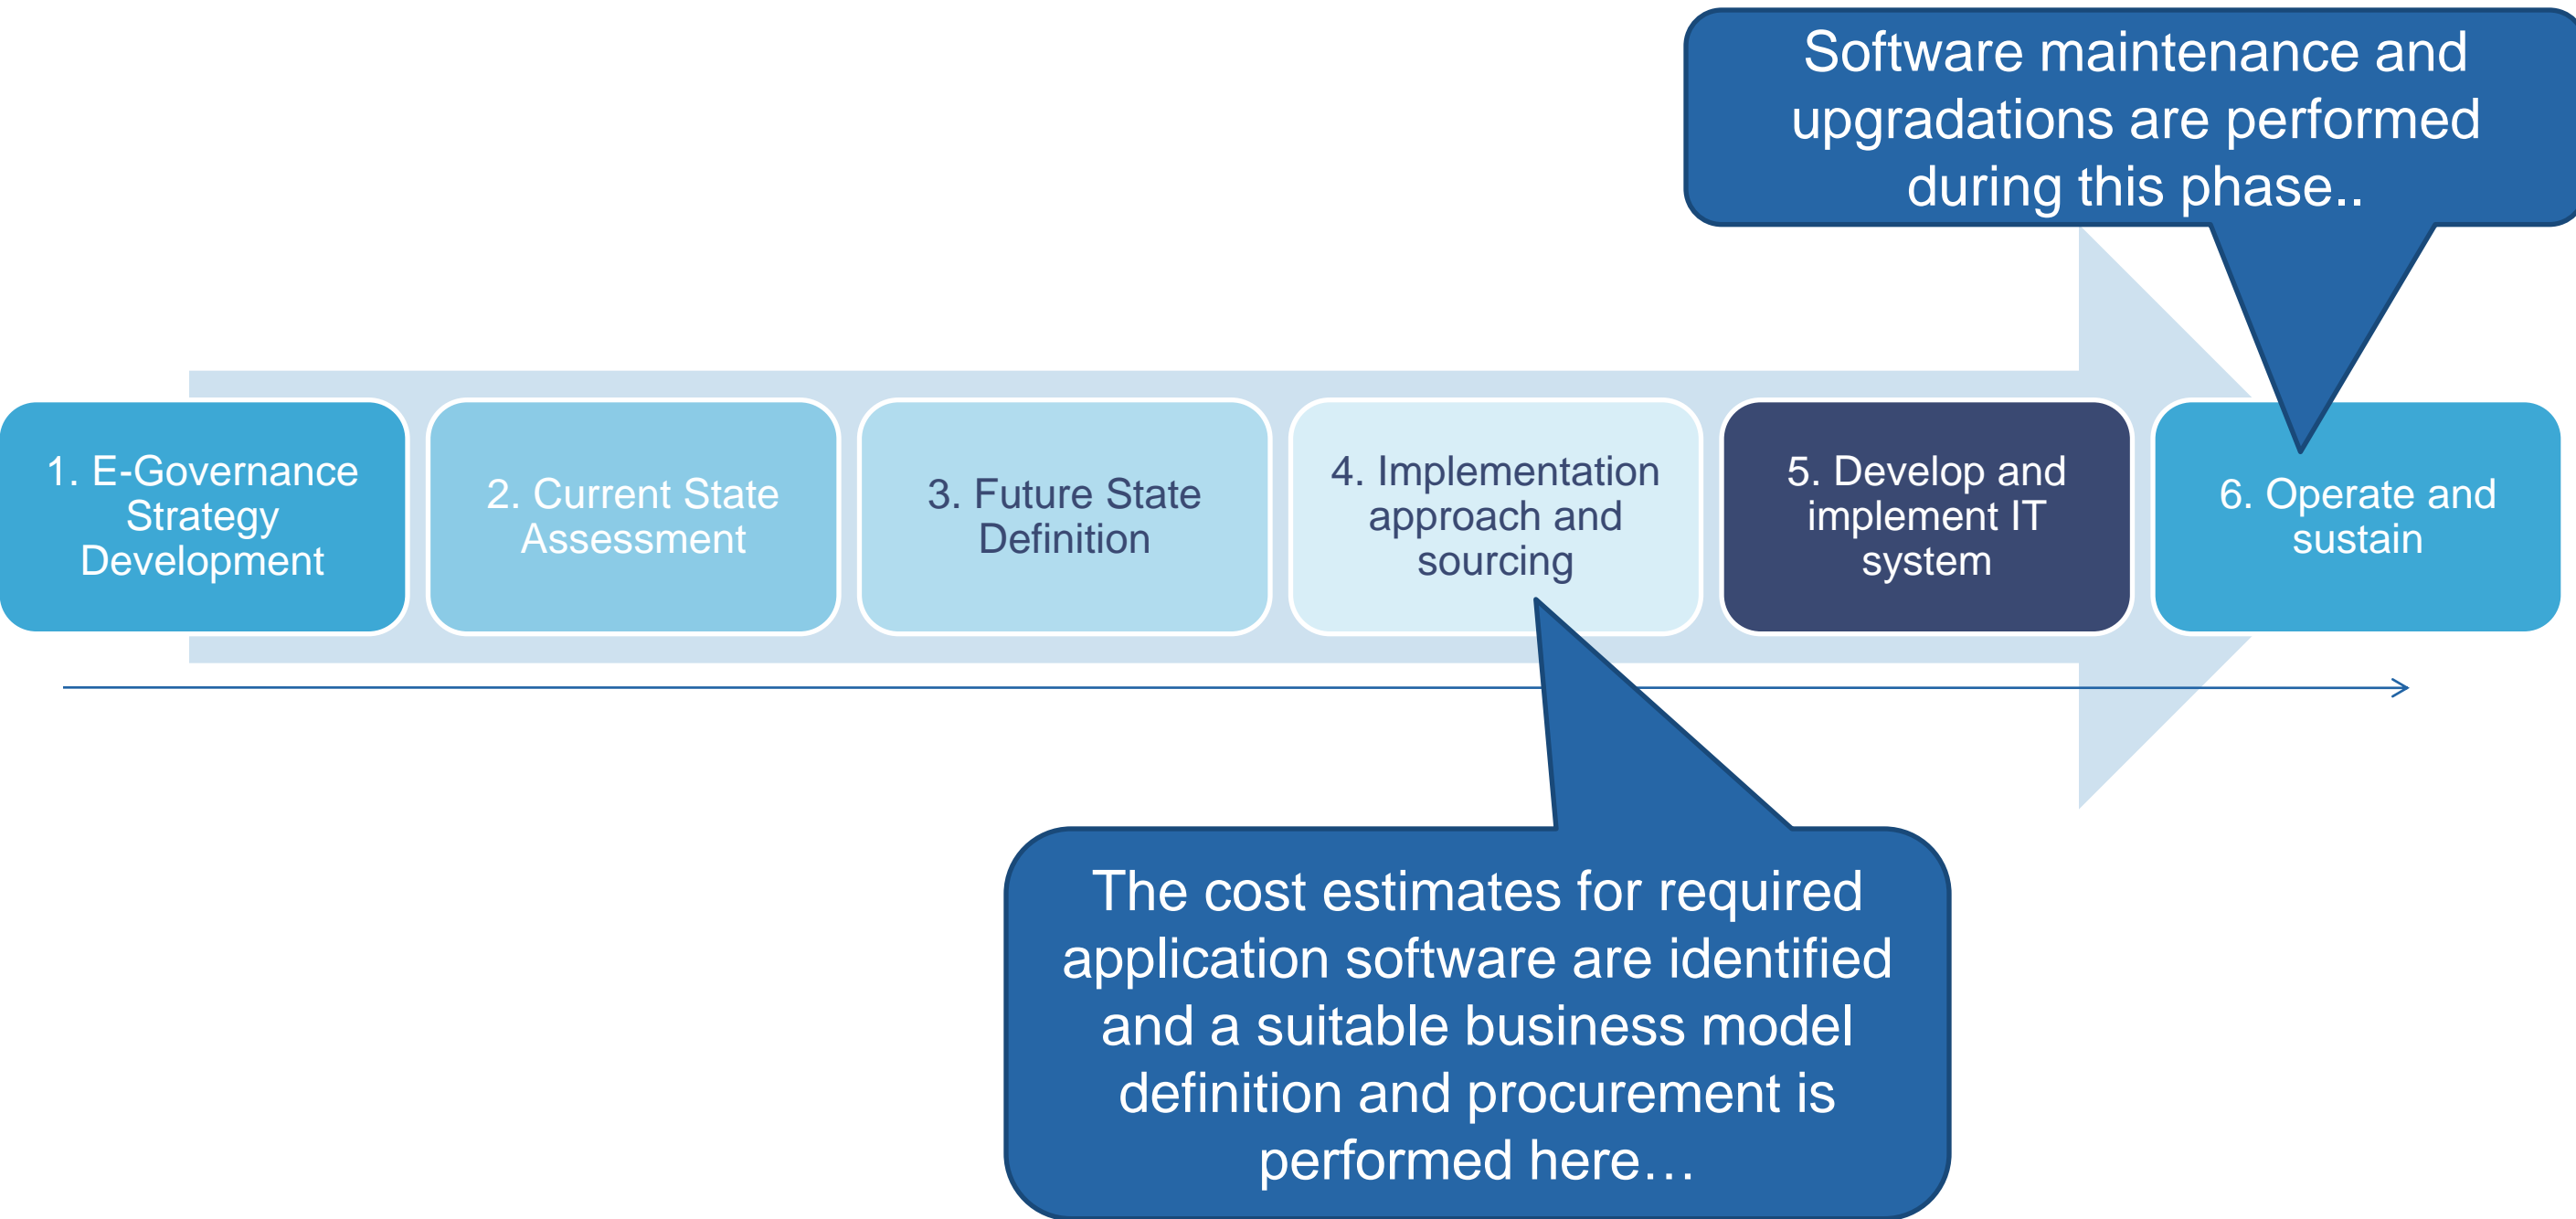 Software maintenance and
upgradations are performed
during this phase..
1. E-Governance
Strategy
Development
2. Current State
Assessment
3. Future State
Definition
4. Implementation
approach and
sourcing
5. Develop and
implement IT
system
6. Operate and
sustain
The cost estimates for required
application software are identified
and a suitable business model
definition and procurement is
performed here…